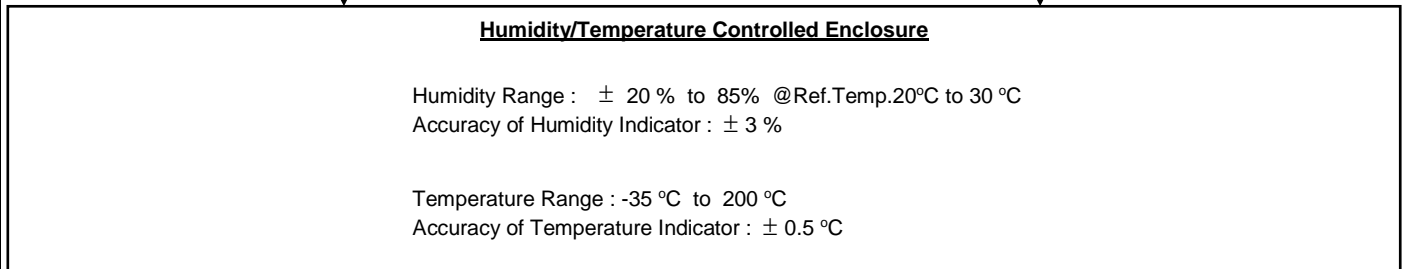 Humidity/Temperature Controlled Enclosure
Humidity Range : ± 20 % to 85% @Ref.Temp.20ºC to 30 ºC
Accuracy of Humidity Indicator : ± 3 %
Temperature Range : -35 ºC to 200 ºC
Accuracy of Temperature Indicator : ± 0.5 ºC